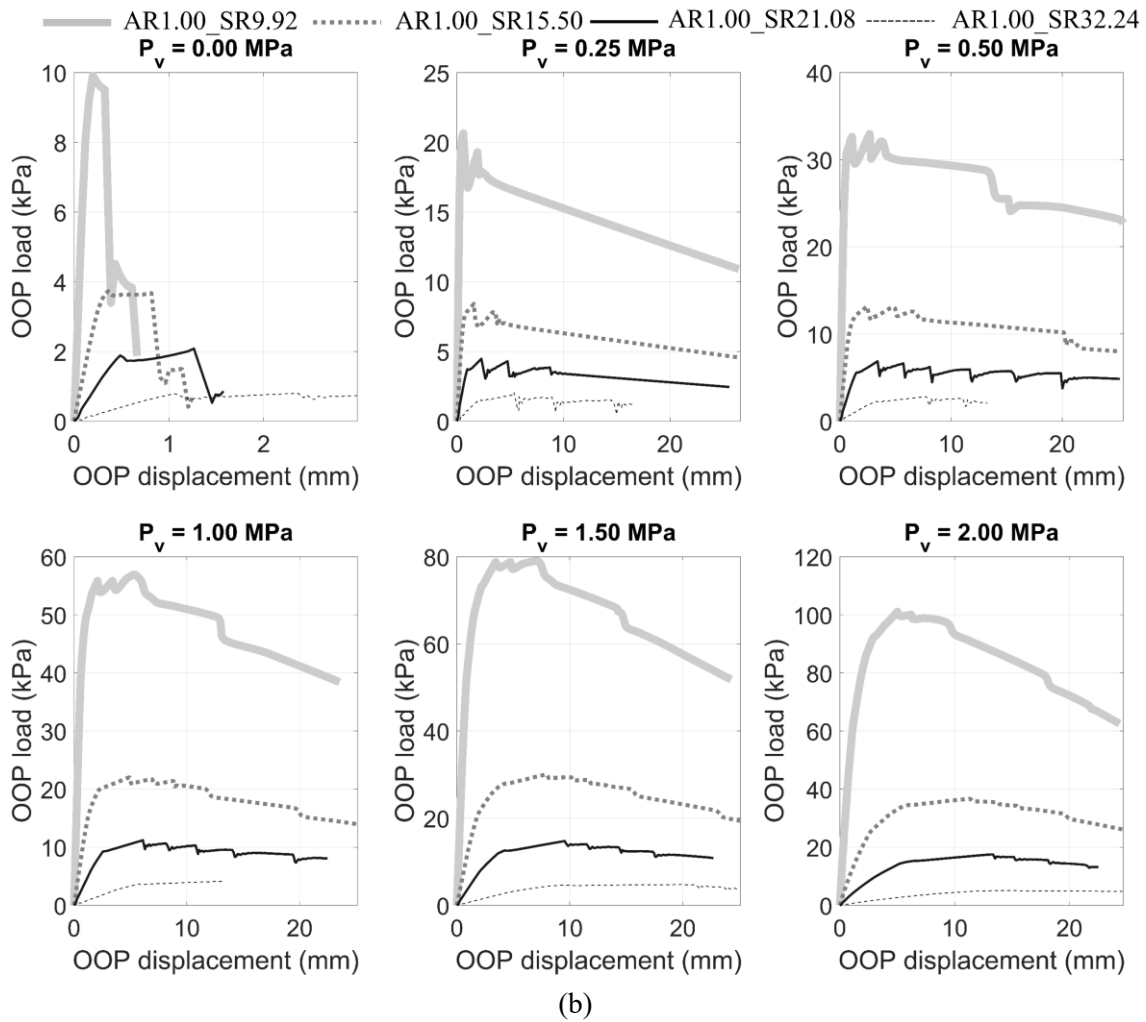 AR1.00_SR9.92 AR1.00_SR15.50 AR1.00_SR21.08 AR1.00_SR32.24
P_v = 0.00 MPa
10
8
6
4
2
0
OOP load (kPa)
0 1 2
OOP displacement (mm)
P_v = 0.25 MPa
25
20
15
10
5
0
OOP load (kPa)
0 10 20
OOP displacement (mm)
P_v = 0.50 MPa
40
30
20
10
0
OOP load (kPa)
0 10 20
OOP displacement (mm)
P_v = 1.00 MPa
60
50
40
30
20
10
0
OOP load (kPa)
0 10 20
OOP displacement (mm)
P_v = 1.50 MPa
80
60
40
20
0
OOP load (kPa)
0 10 20
OOP displacement (mm)
P_v = 2.00 MPa
120
100
80
60
40
20
0
OOP load (kPa)
0 10 20
OOP displacement (mm)
(b)